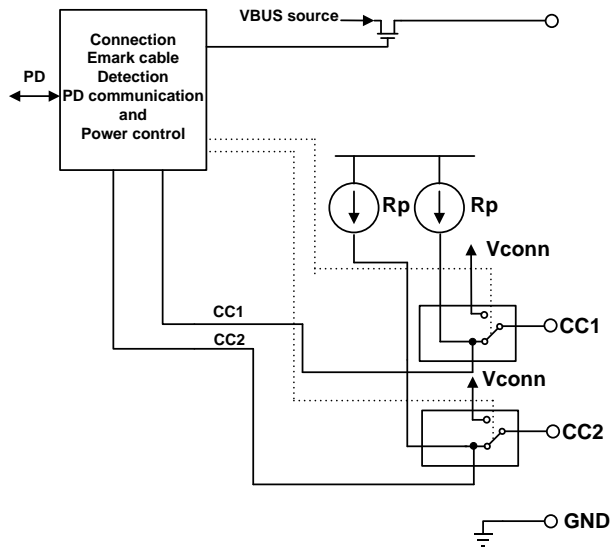 VBUS source
Connection
Emark cable
Detection
PD communication
and
Power control
PD
Rp
Rp
Vconn
CC1
CC1
CC2
Vconn
CC2
GND